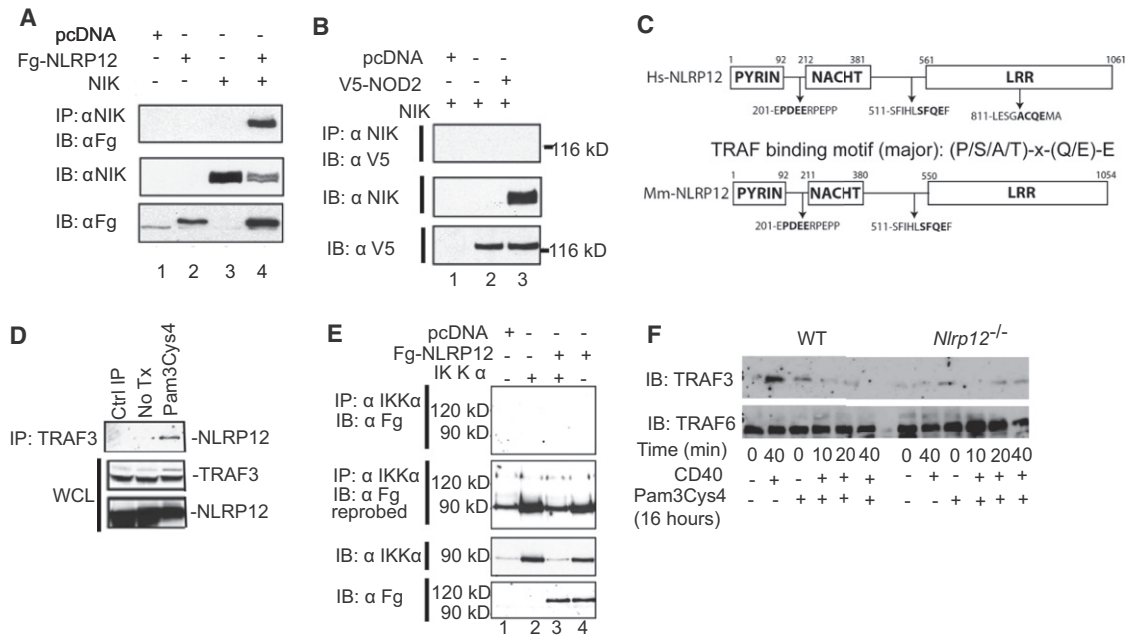 A
pcDNA + - - -
Fg-NLRP12 - + - +
NIK - - + +
IP: αNIK
IB: αFg
IB: αNIK
IB: αFg
1 2 3 4
B
pcDNA + - -
V5-NOD2 - - +
NIK + + +
IP: α NIK
IB: α V5
116 kD
IB: α NIK
IB: α V5
116 kD
1 2 3
C
Hs-NLRP12
1 92 212 381 561 1061
PYRIN NACHT LRR
201-EPDEERPEPP 511-SFIHLSFQEF 811-LESGACQEMA
TRAF binding motif (major): (P/S/A/T)-x-(Q/E)-E
1 92 211 380 550 1054
Mm-NLRP12 PYRIN NACHT LRR
201-EPDEERPEPP 511-SFIHLSFQEF
D
Ctrl IP
No Tx
Pam3Cys4
IP: TRAF3 -NLRP12
WCL
-TRAF3
-NLRP12
E
pcDNA + - - -
Fg-NLRP12 - - + +
IK K α - + + -
IP: α IKKα
IB: α Fg
120 kD
90 kD
IP: α IKKα
IB: α Fg
reprobed
120 kD
90 kD
IB: α IKKα 90 kD
IB: α Fg
120 kD
90 kD
1 2 3 4
F
WT Nlrp12-/-
IB: TRAF3
IB: TRAF6
Time (min) 0 40 0 10 20 40 0 40 0 10 20 40
CD40 - + - + + + - + - + + +
Pam3Cys4 - - + + + + - - + + + +
(16 hours)